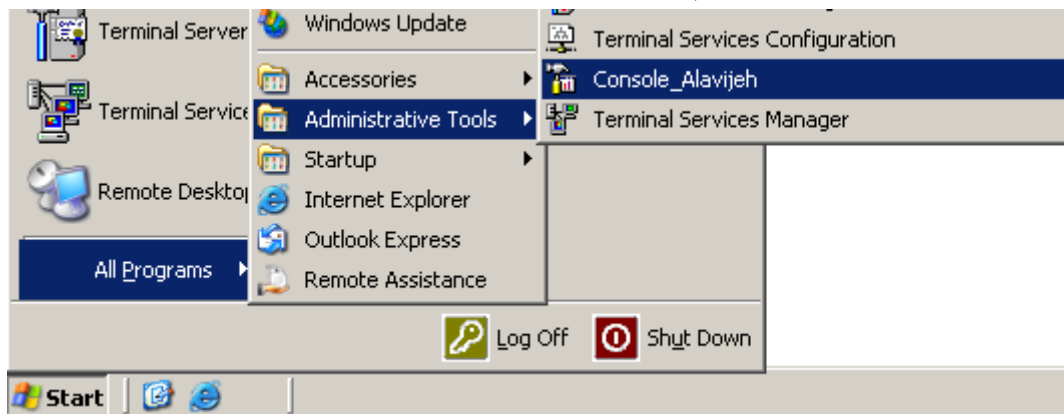 Terminal Server
Terminal Service
Remote Desktop
All Programs
Windows Update
Accessories
Administrative Tools
Startup
Internet Explorer
Outlook Express
Remote Assistance
Terminal Services Configuration
Console_Alavijeh
Terminal Services Manager
Log Off
Shut Down
Start